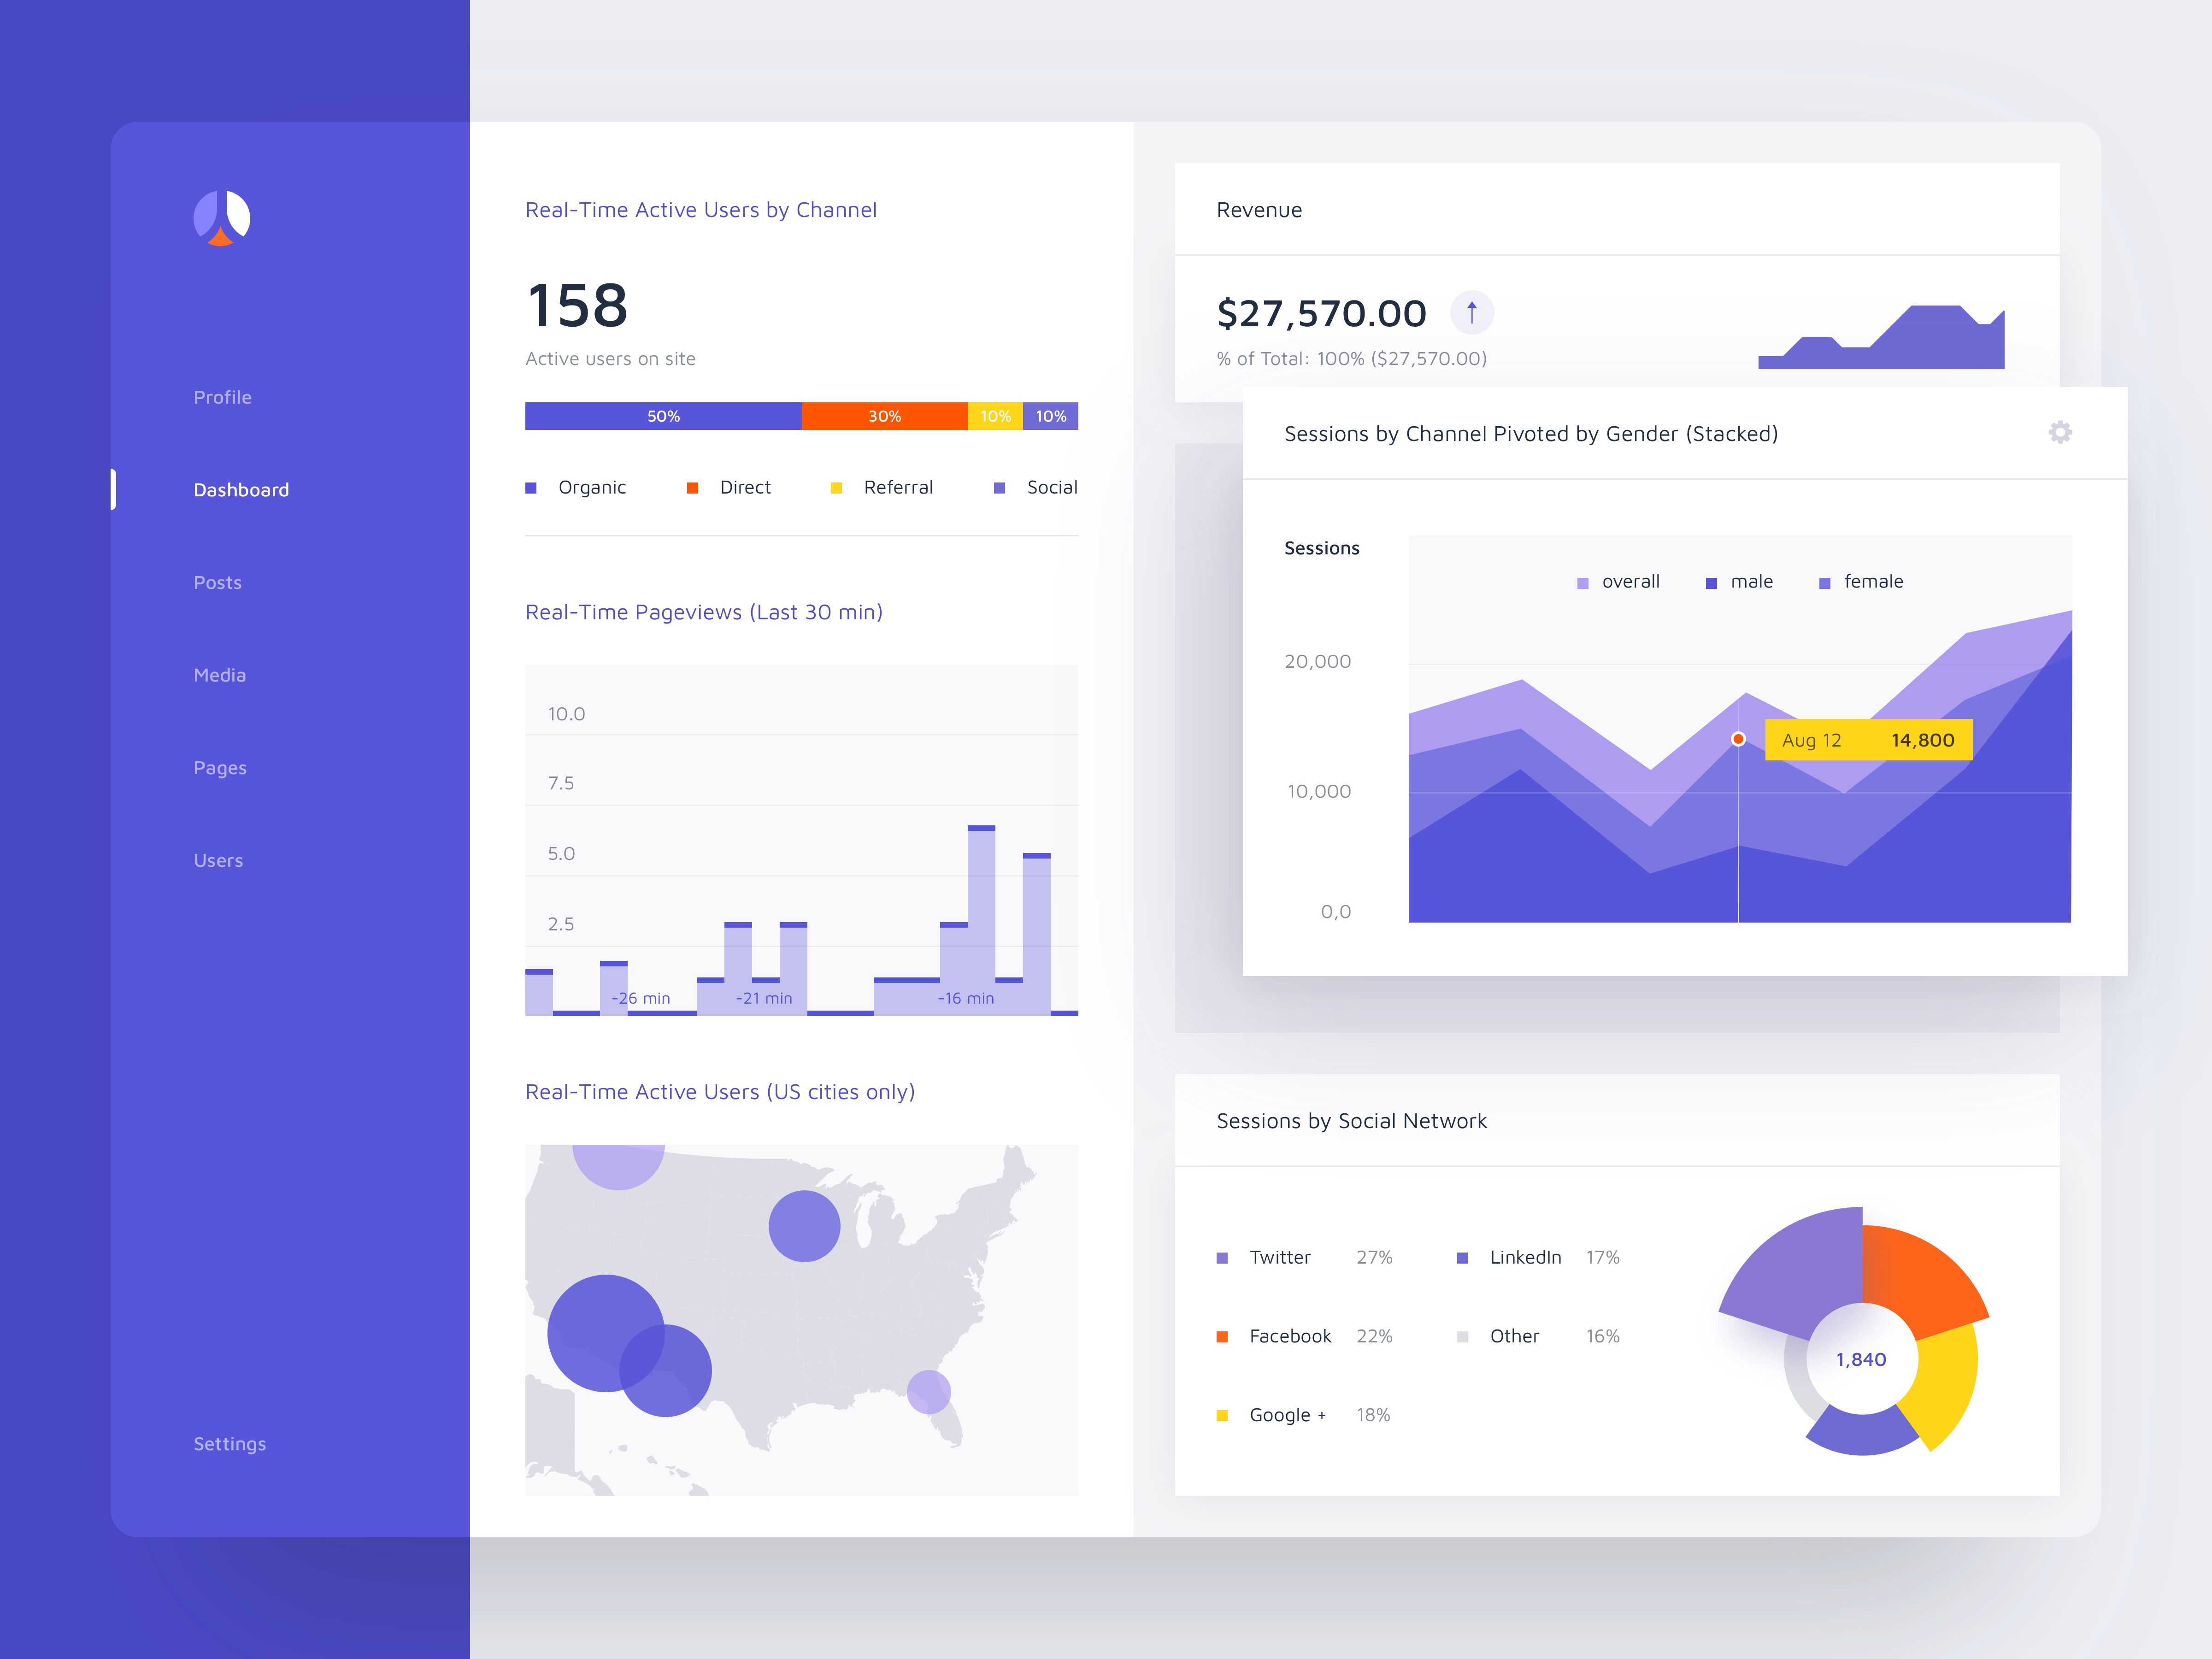 Profile
Dashboard
Posts
Media
Pages
Users
Settings
Real-Time Active Users by Channel
158
Active users on site
50% 30% 10% 10%
Organic Direct Referral Social
Real-Time Pageviews (Last 30 min)
10.0
7.5
5.0
2.5
-26 min -21 min -16 min
Real-Time Active Users (US cities only)
Revenue
$27,570.00
% of Total: 100% ($27,570.00)
Sessions by Channel Pivoted by Gender (Stacked)
Sessions
overall male female
20,000
Aug 12 14,800
10,000
0,0
Sessions by Social Network
Twitter 27% LinkedIn 17%
Facebook 22% Other 16%
Google + 18%
1,840